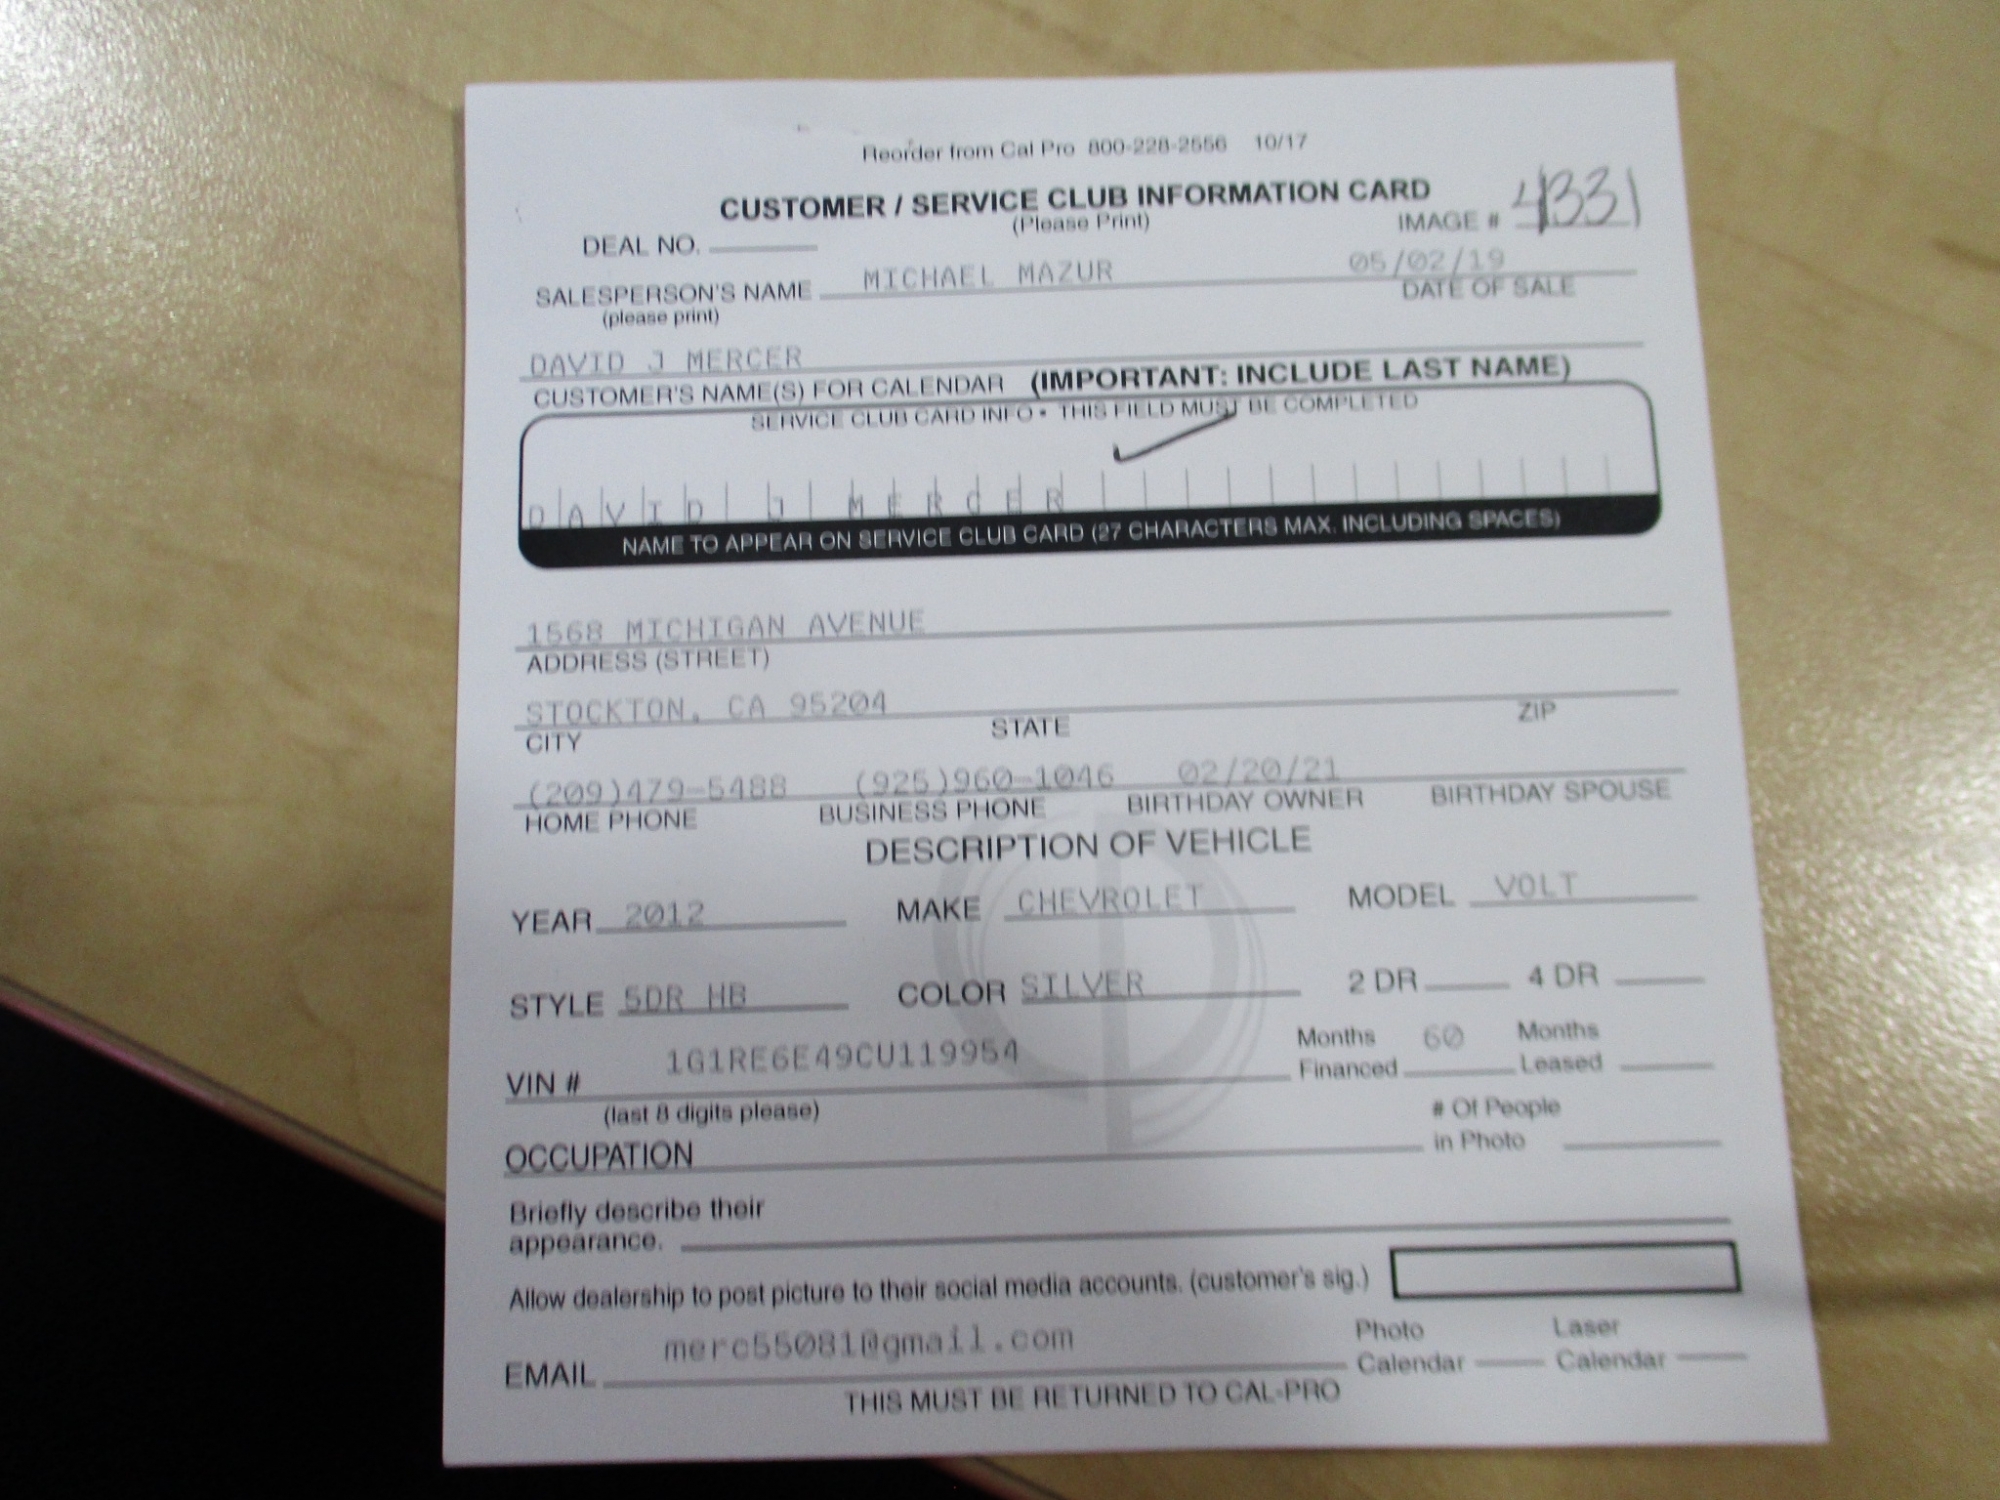 Reorder from Cal Pro 800-228-2556 10/17
CUSTOMER / SERVICE CLUB INFORMATION CARD
(Please Print)
IMAGE # 4331
DEAL NO.
SALESPERSON'S NAME MICHAEL MAZUR 05/02/19
(please print) DATE OF SALE
DAVID J MERCER
CUSTOMER'S NAME(S) FOR CALENDAR (IMPORTANT: INCLUDE LAST NAME)
SERVICE CLUB CARD INFO • THIS FIELD MUST BE COMPLETED
DAVID J MERCER
NAME TO APPEAR ON SERVICE CLUB CARD (27 CHARACTERS MAX. INCLUDING SPACES)
1568 MICHIGAN AVENUE
ADDRESS (STREET)
STOCKTON, CA 95204
CITY STATE ZIP
(209)479-5488 (925)960-1046 02/20/21
HOME PHONE BUSINESS PHONE BIRTHDAY OWNER BIRTHDAY SPOUSE
DESCRIPTION OF VEHICLE
YEAR 2012 MAKE CHEVROLET MODEL VOLT
STYLE 5DR HB COLOR SILVER 2 DR 4 DR
VIN # 1G1RE6E49CU119954 Months Financed 60 Months Leased
(last 8 digits please)
OCCUPATION # Of People in Photo
Briefly describe their
appearance.
Allow dealership to post picture to their social media accounts. (customer's sig.)
EMAIL merc55081@gmail.com Photo Calendar Laser Calendar
THIS MUST BE RETURNED TO CAL-PRO